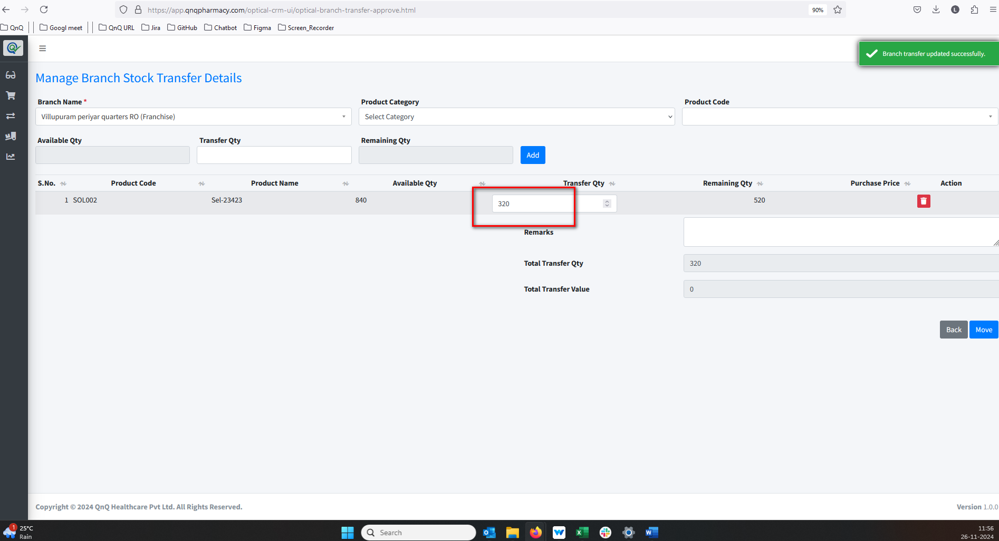 https://app.qnqpharmacy.com/optical-crm-ui/optical-branch-transfer-approve.html
90%
L
QnQ
Googl meet
QnQ URL
Jira
GitHub
Chatbot
Figma
Screen_Recorder
Branch transfer updated successfully.
Manage Branch Stock Transfer Details
Branch Name * Product Category Product Code
Villupuram periyar quarters RO (Franchise) Select Category
Available Qty Transfer Qty Remaining Qty
Add
S.No. Product Code Product Name Available Qty Transfer Qty Remaining Qty Purchase Price Action
1 SOL002 Sel-23423 840 320 520
Remarks
Total Transfer Qty 320
Total Transfer Value 0
Back Move
Copyright © 2024 QnQ Healthcare Pvt Ltd. All Rights Reserved. Version 1.0.0
1
25°C
Rain
Search
11:56
26-11-2024